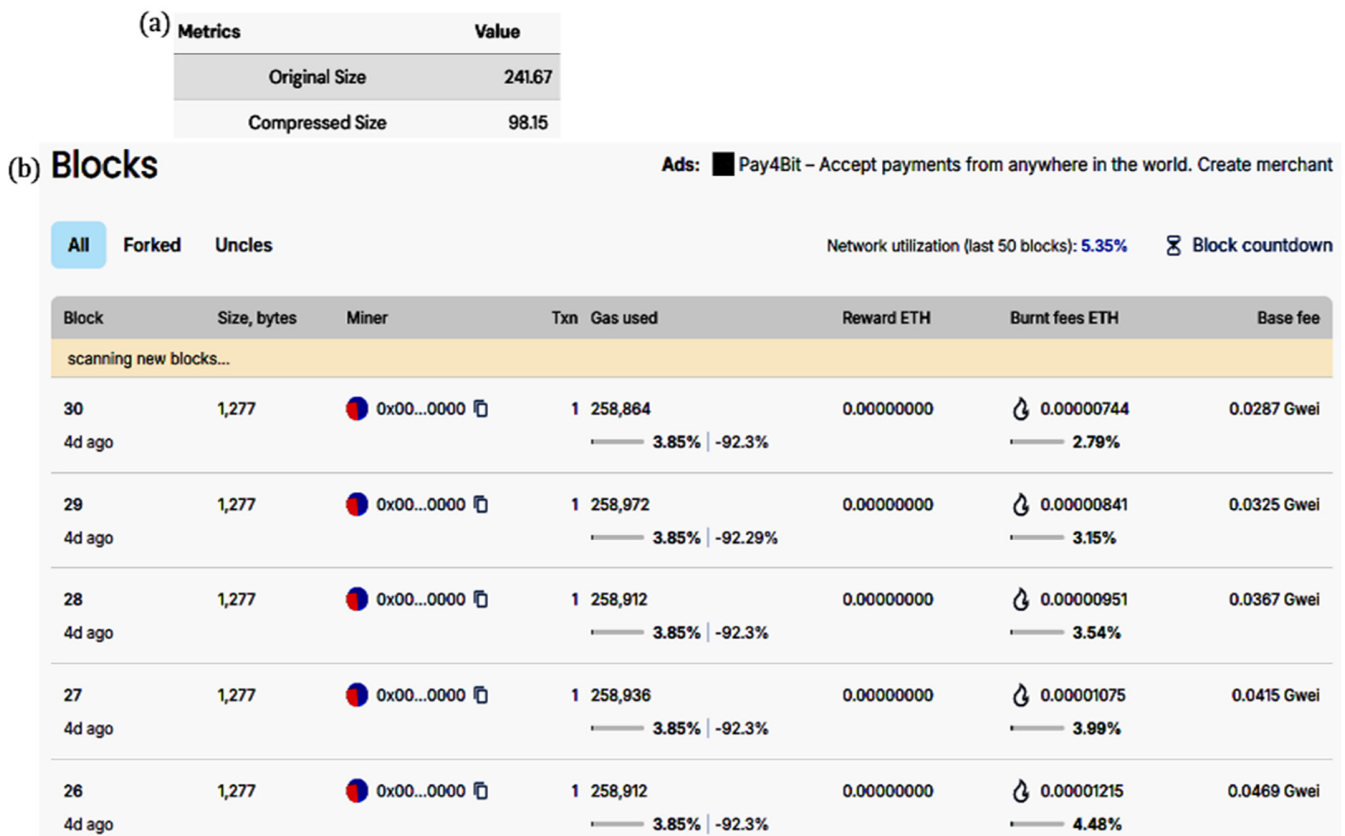 (a) Metrics Value
Original Size 241.67
Compressed Size 98.15
(b) Blocks Ads: Pay4Bit – Accept payments from anywhere in the world. Create merchant
All Forked Uncles Network utilization (last 50 blocks): 5.35% Block countdown
Block Size, bytes Miner Txn Gas used Reward ETH Burnt fees ETH Base fee
scanning new blocks...
30 1,277 0x00...0000 1 258,864 0.00000000 0.00000744 0.0287 Gwei
4d ago 3.85% -92.3% 2.79%
29 1,277 0x00...0000 1 258,972 0.00000000 0.00000841 0.0325 Gwei
4d ago 3.85% -92.29% 3.15%
28 1,277 0x00...0000 1 258,912 0.00000000 0.00000951 0.0367 Gwei
4d ago 3.85% -92.3% 3.54%
27 1,277 0x00...0000 1 258,936 0.00000000 0.00001075 0.0415 Gwei
4d ago 3.85% -92.3% 3.99%
26 1,277 0x00...0000 1 258,912 0.00000000 0.00001215 0.0469 Gwei
4d ago 3.85% -92.3% 4.48%